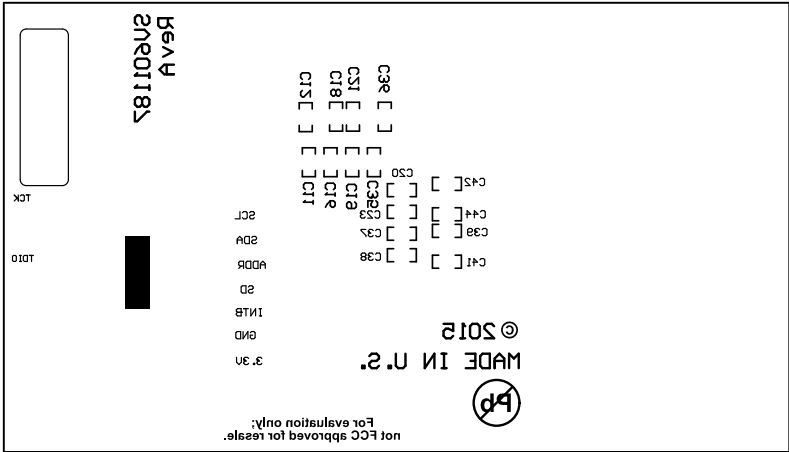 SV601187
RevA
C12
C18
C21
C36
C11
C16
C19
C35
C20
C23
C37
C38
C42
C44
C39
C41
TCK
TDIO
SCL
SDA
ADDR
SD
INTB
GND
3.3V
© 2015
MADE IN U.S.
Pb
For evaluation only;
not FCC approved for resale.